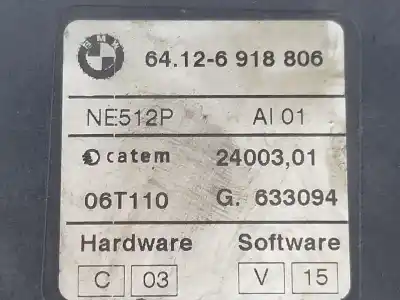 BMW
64.12-6 918 806
NE512P AI 01
catem 24003,01
06T110 G. 633094
Hardware Software
C 03 V 15